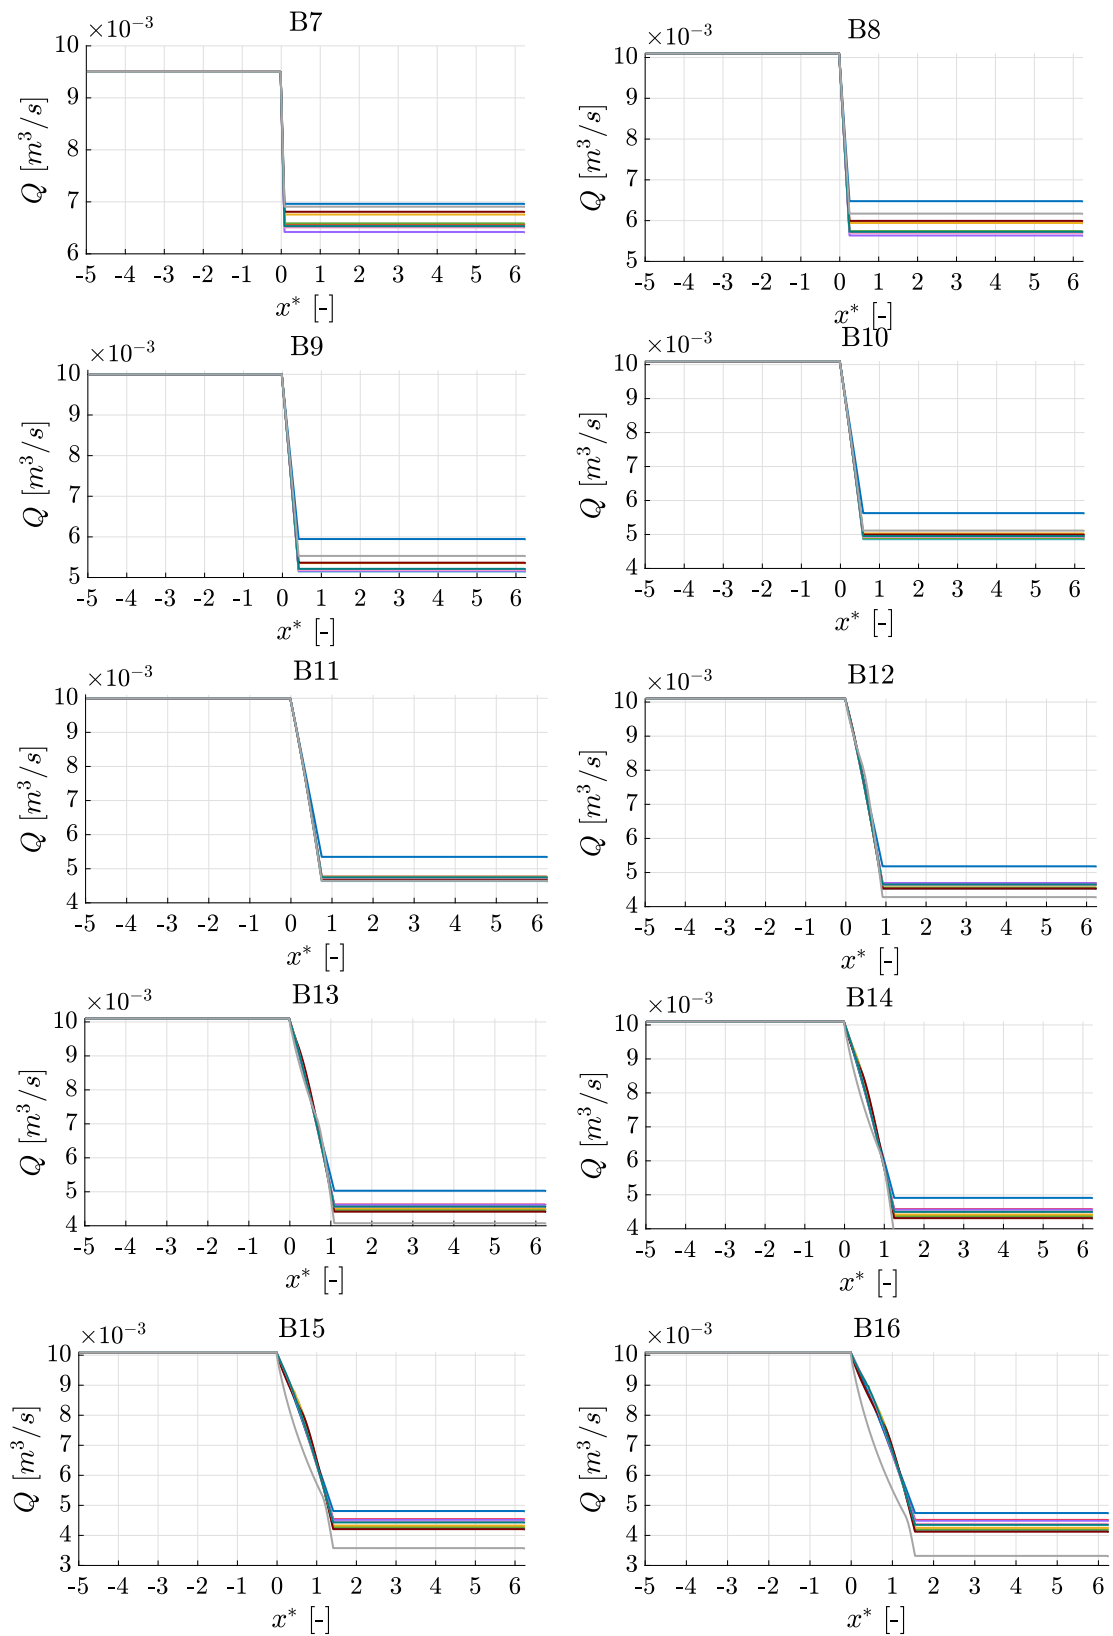 ×10⁻³ B7
Q [m³/s]
10
9
8
7
6
-5 -4 -3 -2 -1 0 1 2 3 4 5 6
x* [-]
×10⁻³ B8
Q [m³/s]
10
9
8
7
6
5
-5 -4 -3 -2 -1 0 1 2 3 4 5 6
x* [-]
×10⁻³ B9
Q [m³/s]
10
9
8
7
6
5
-5 -4 -3 -2 -1 0 1 2 3 4 5 6
x* [-]
×10⁻³ B10
Q [m³/s]
10
9
8
7
6
5
4
-5 -4 -3 -2 -1 0 1 2 3 4 5 6
x* [-]
×10⁻³ B11
Q [m³/s]
10
9
8
7
6
5
4
-5 -4 -3 -2 -1 0 1 2 3 4 5 6
x* [-]
×10⁻³ B12
Q [m³/s]
10
9
8
7
6
5
4
-5 -4 -3 -2 -1 0 1 2 3 4 5 6
x* [-]
×10⁻³ B13
Q [m³/s]
10
9
8
7
6
5
4
-5 -4 -3 -2 -1 0 1 2 3 4 5 6
x* [-]
×10⁻³ B14
Q [m³/s]
10
9
8
7
6
5
4
-5 -4 -3 -2 -1 0 1 2 3 4 5 6
x* [-]
×10⁻³ B15
Q [m³/s]
10
9
8
7
6
5
4
3
-5 -4 -3 -2 -1 0 1 2 3 4 5 6
x* [-]
×10⁻³ B16
Q [m³/s]
10
9
8
7
6
5
4
3
-5 -4 -3 -2 -1 0 1 2 3 4 5 6
x* [-]